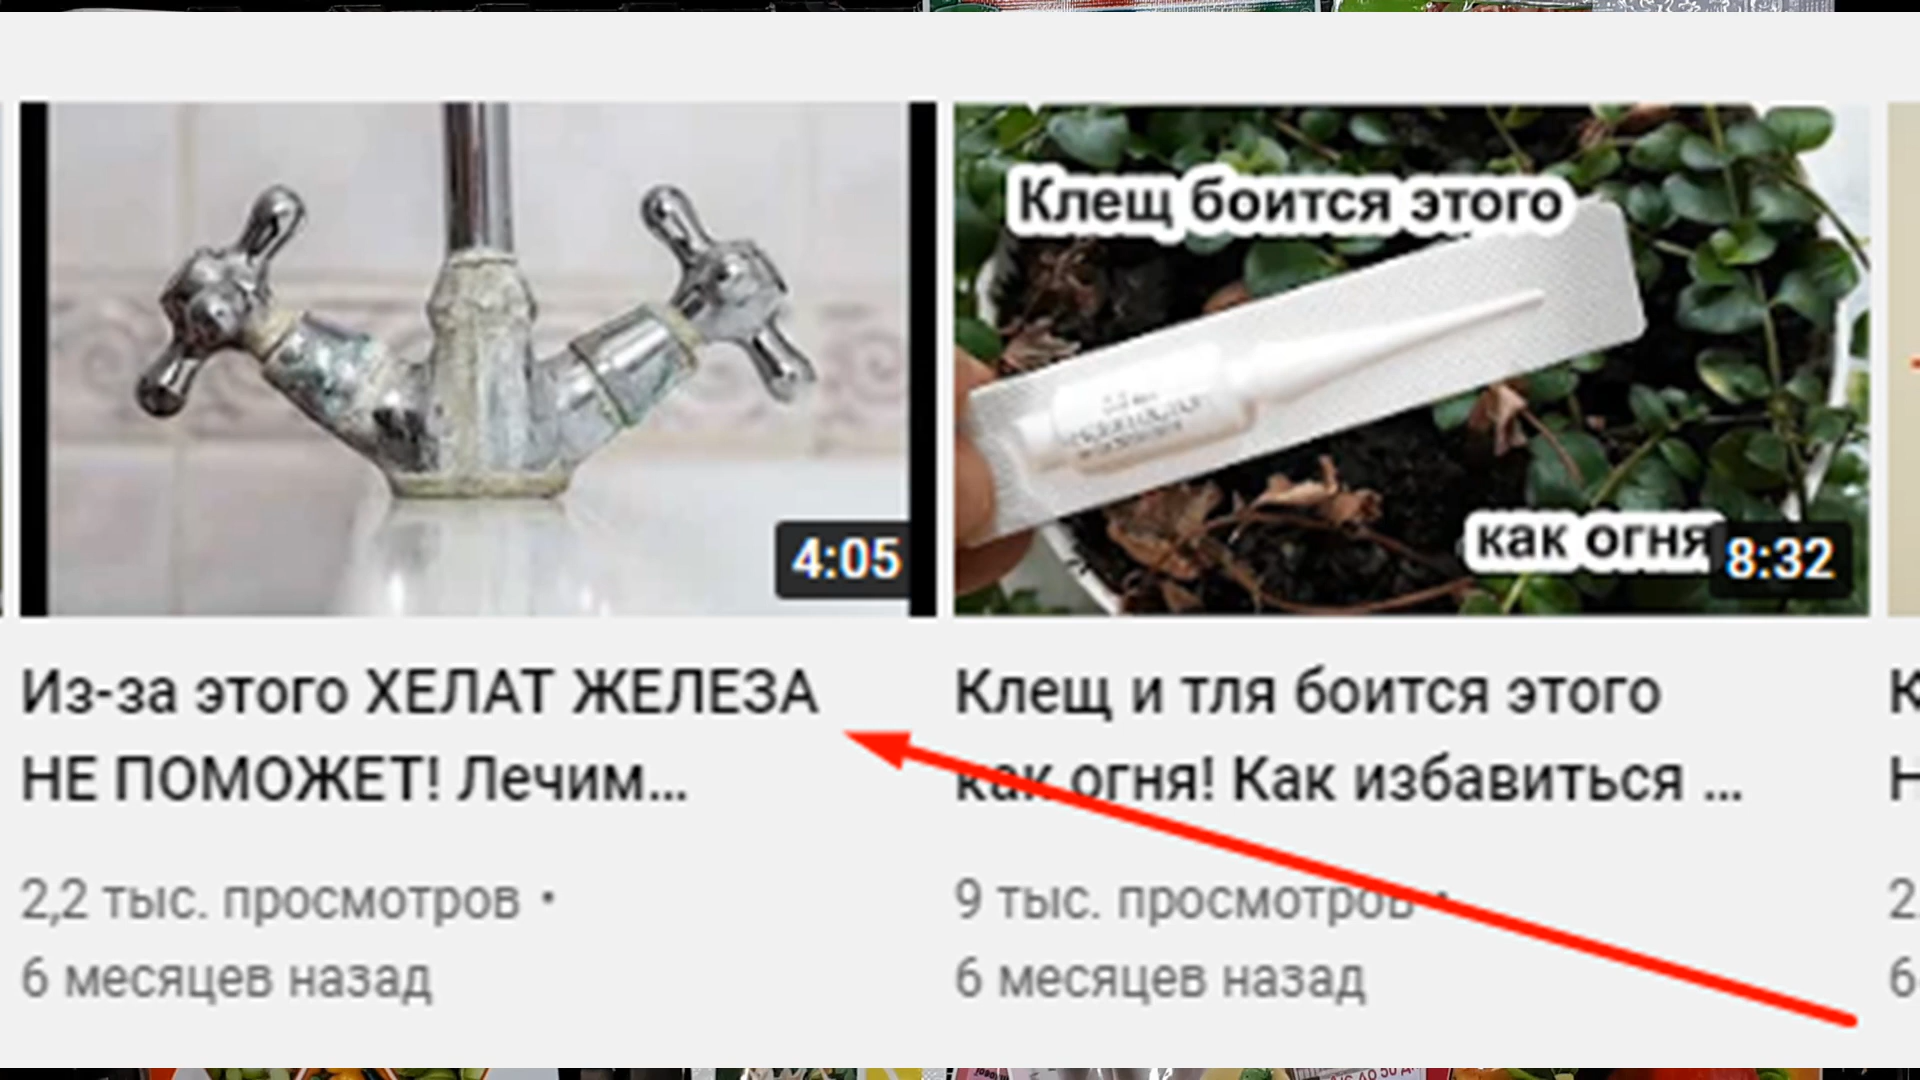 4:05
Клещ боится этого
как огня
8:32
Из-за этого ХЕЛАТ ЖЕЛЕЗА
НЕ ПОМОЖЕТ! Лечим...
2,2 тыс. просмотров •
6 месяцев назад
Клещ и тля боится этого
как огня! Как избавиться ...
9 тыс. просмотров •
6 месяцев назад